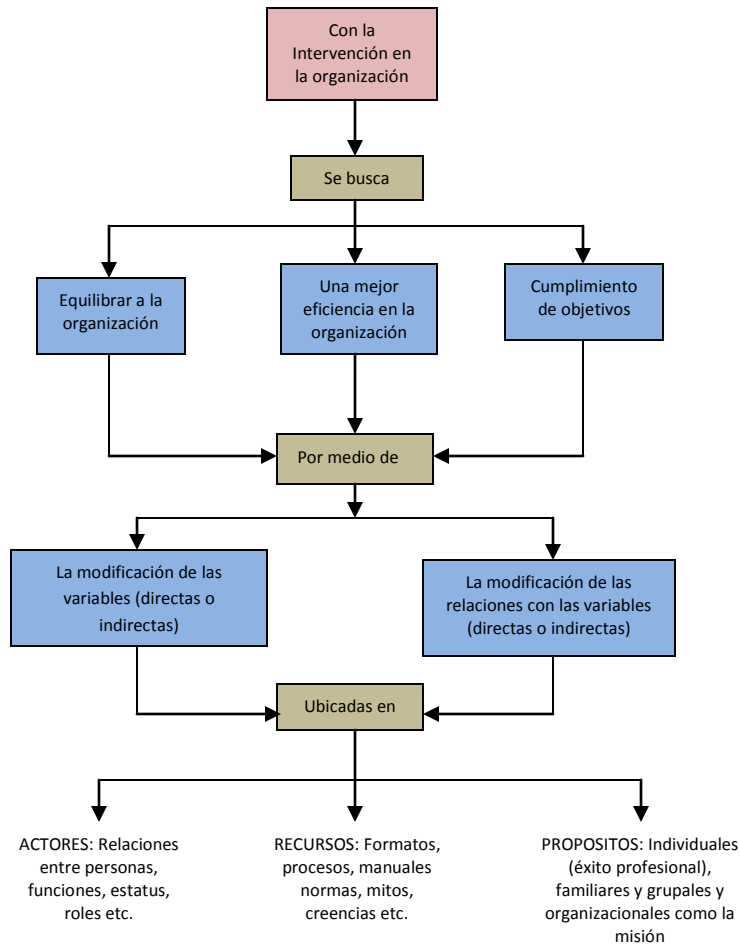 Con la
Intervención en
la organización
Se busca
Equilibrar a la
organización
Una mejor
eficiencia en la
organización
Cumplimiento
de objetivos
Por medio de
La modificación de las
variables (directas o
indirectas)
La modificación de las
relaciones con las variables
(directas o indirectas)
Ubicadas en
ACTORES: Relaciones
entre personas,
funciones, estatus,
roles etc.
RECURSOS: Formatos,
procesos, manuales
normas, mitos,
creencias etc.
PROPOSITOS: Individuales
(éxito profesional),
familiares y grupales y
organizacionales como la
misión